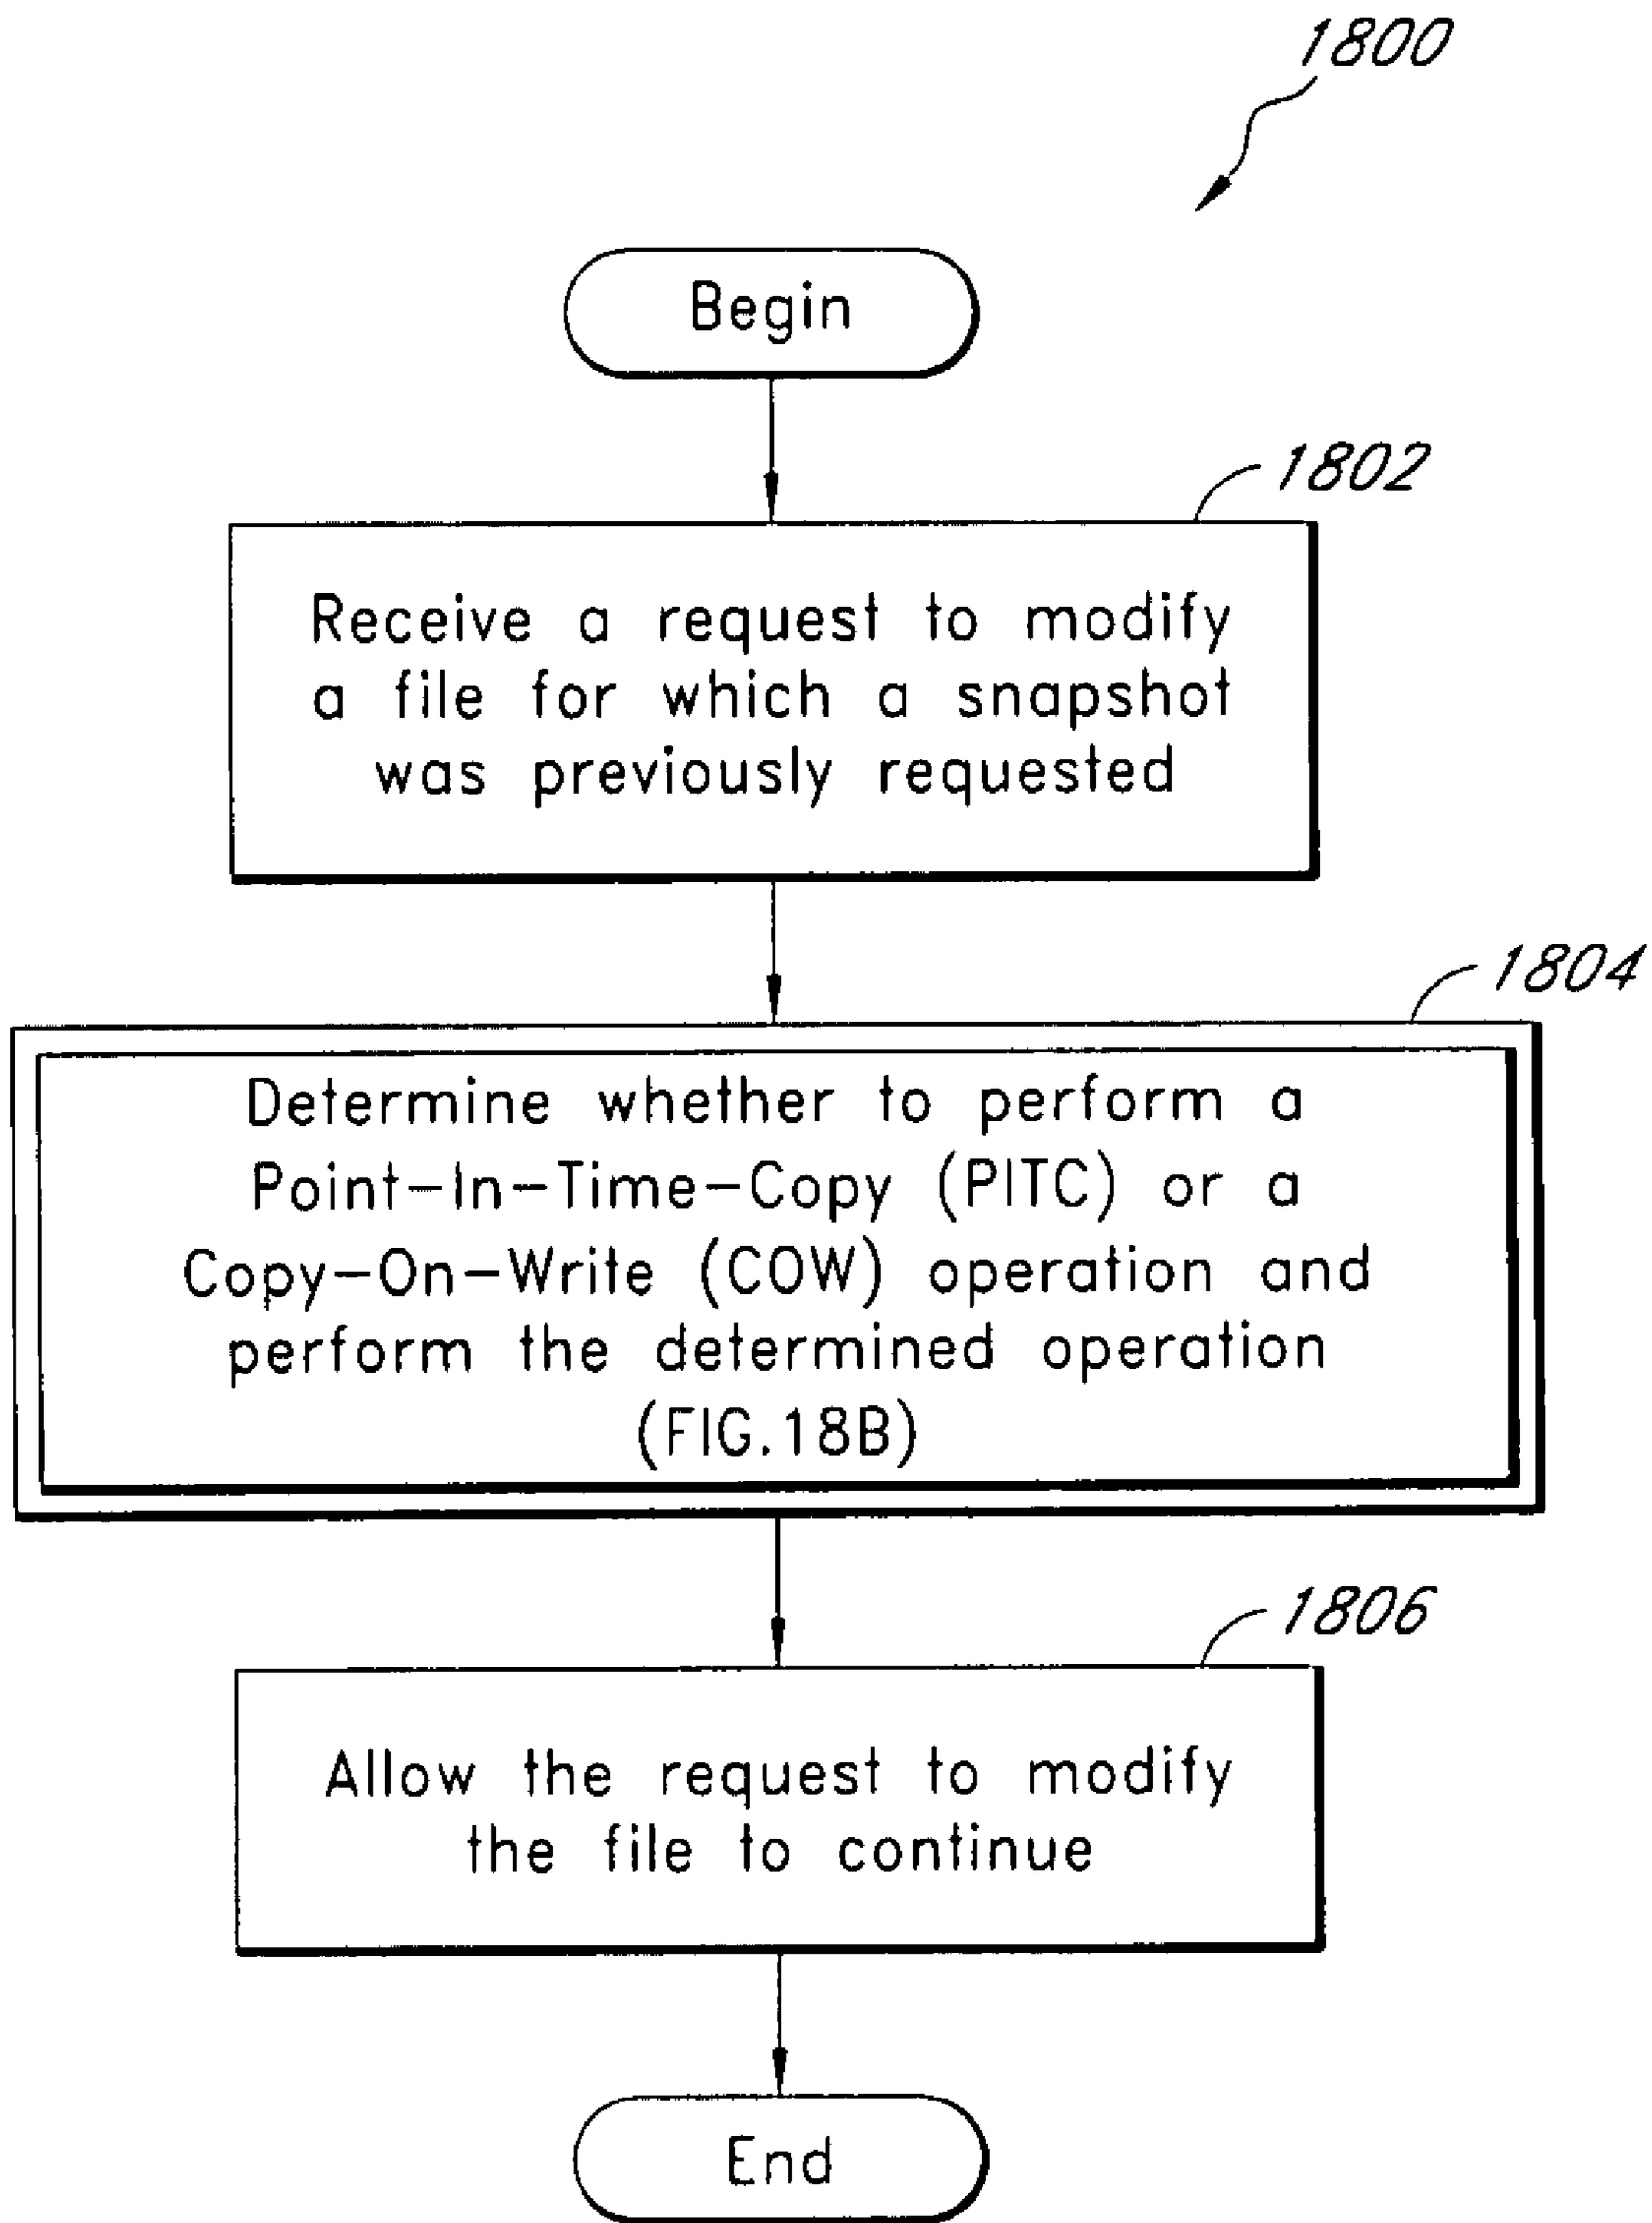 1800
Begin
1802
Receive a request to modify
a file for which a snapshot
was previously requested
1804
Determine whether to perform a
Point-In-Time-Copy (PITC) or a
Copy-On-Write (COW) operation and
perform the determined operation
(FIG.18B)
1806
Allow the request to modify
the file to continue
End